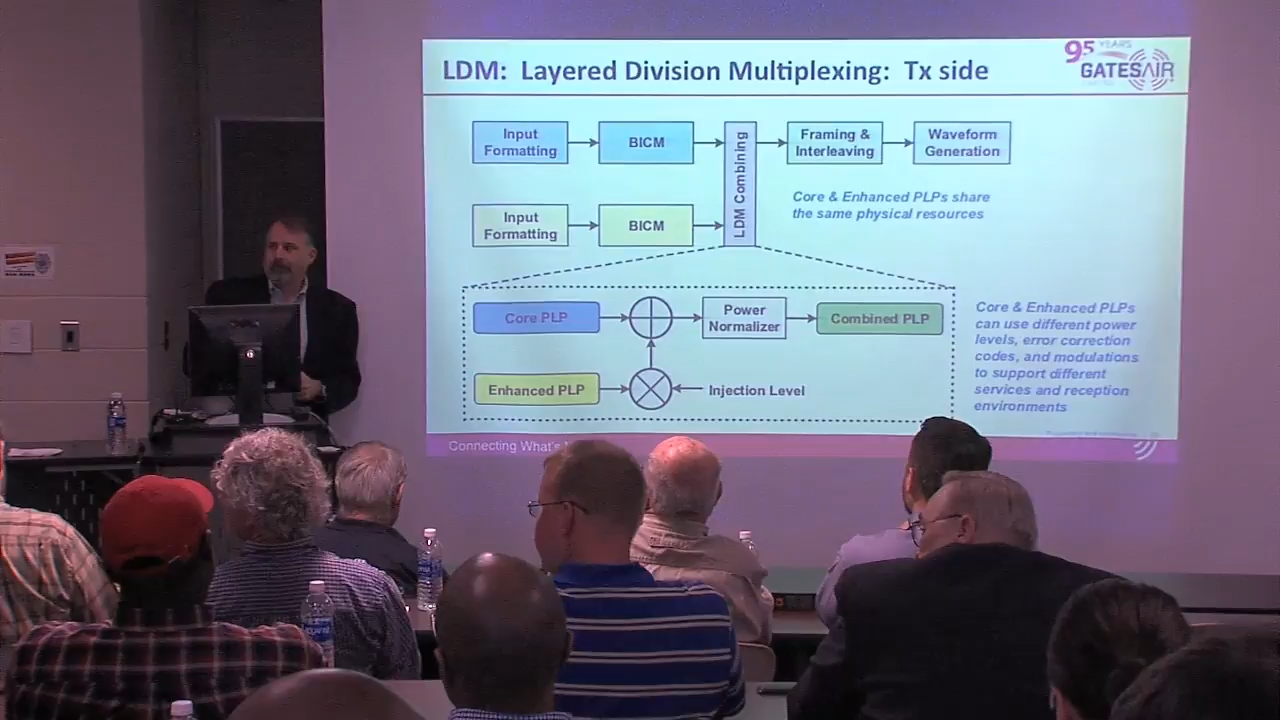 LDM: Layered Division Multiplexing: Tx side
95 YEARS
GATESAIR
Input
Formatting
BICM
LDM Combining
Framing &
Interleaving
Waveform
Generation
Core & Enhanced PLPs share
the same physical resources
Input
Formatting
BICM
Core PLP
Power
Normalizer
Combined PLP
Enhanced PLP
Injection Level
Core & Enhanced PLPs
can use different power
levels, error correction
codes, and modulations
to support different
services and reception
environments
Connecting What's